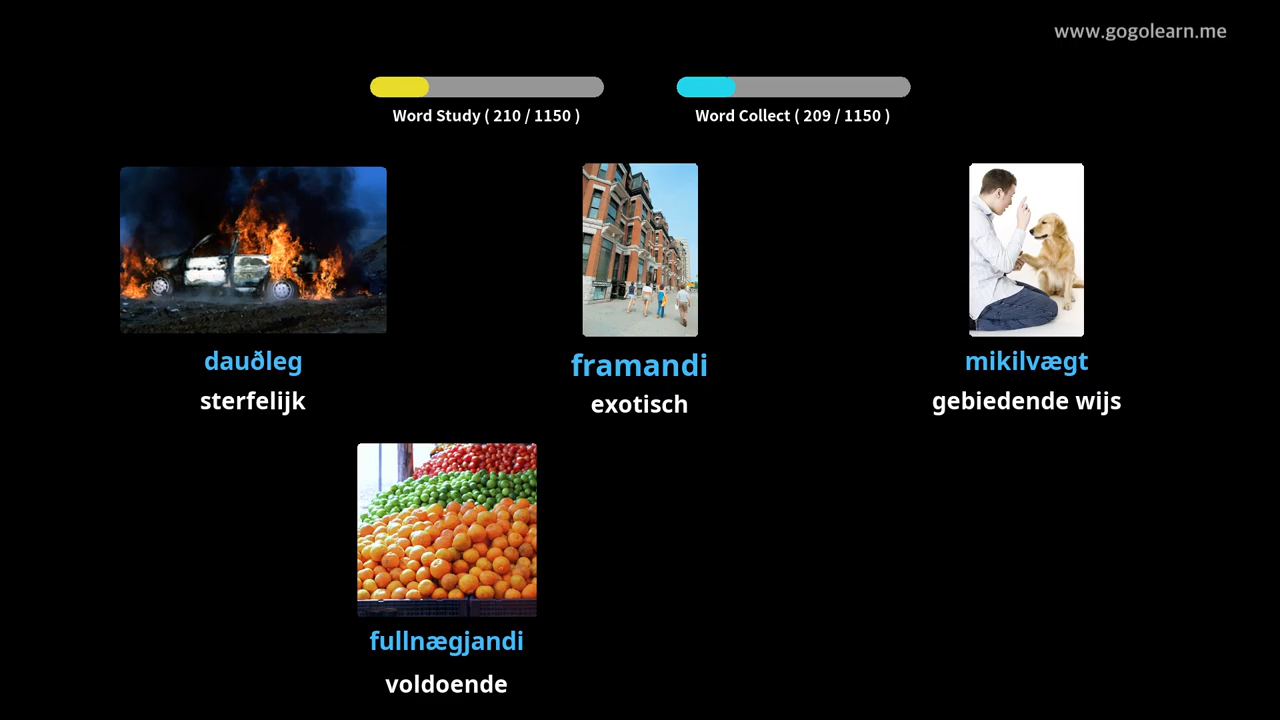 www.gogolearn.me
Word Study ( 210 / 1150 )
Word Collect ( 209 / 1150 )
dauðleg
sterfelijk
framandi
exotisch
mikilvægt
gebiedende wijs
fullnægjandi
voldoende